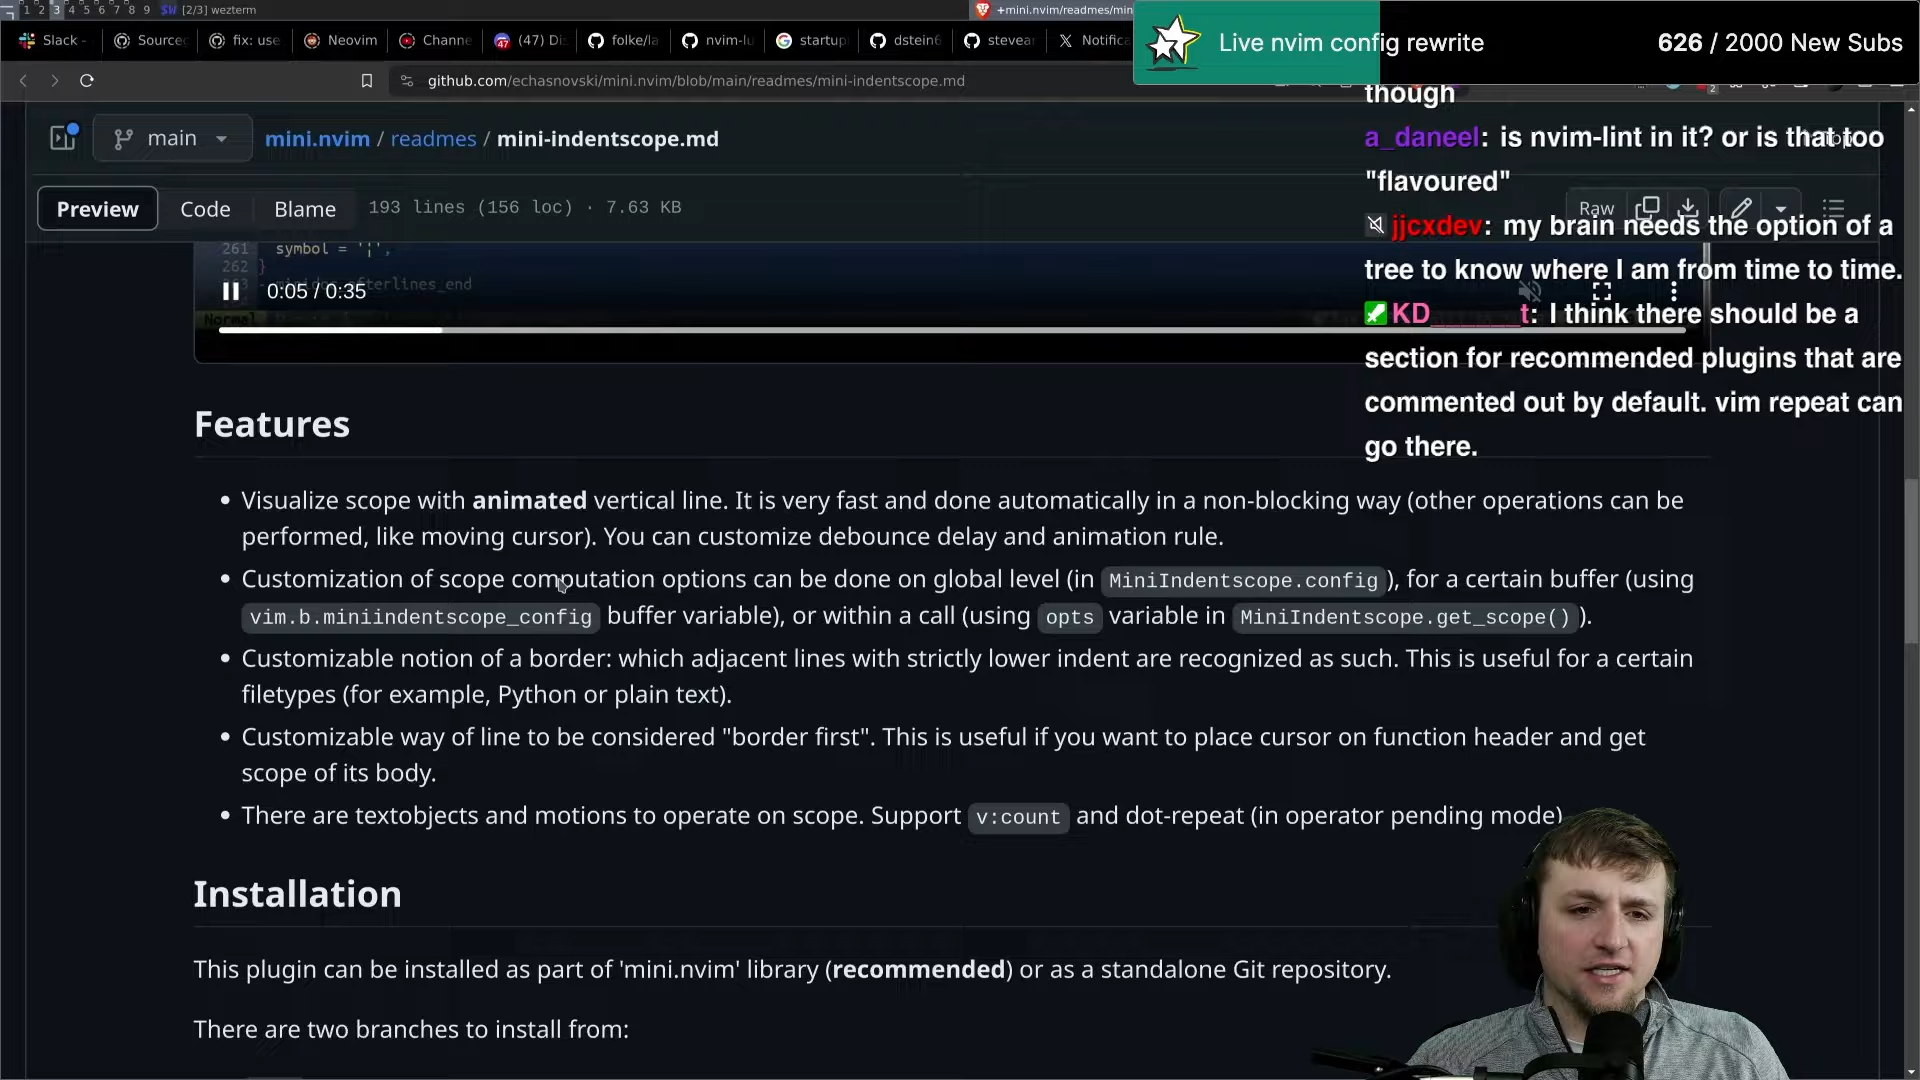 1 2 3 4 5 6 7 8 9 $W [2/3] wezterm
+mini.nvim/readmes/min
Slack -
Source
fix: use
Neovim
Chann
(47) Di
folke/la
nvim-lu
startup
dstein6
stevear
Notifica
Live nvim config rewrite
626 / 2000 New Subs
github.com/echasnovski/mini.nvim/blob/main/readmes/mini-indentscope.md
though
main
mini.nvim / readmes / mini-indentscope.md
a_daneel: is nvim-lint in it? or is that too
"flavoured"
Preview
Code
Blame
193 lines (156 loc) · 7.63 KB
Raw
jjcxdev: my brain needs the option of a
tree to know where I am from time to time.
261 symbol = '¦',
262 }
0:05 / 0:35
KD______t: I think there should be a
section for recommended plugins that are
commented out by default. vim repeat can
go there.
Features
Visualize scope with animated vertical line. It is very fast and done automatically in a non-blocking way (other operations can be
performed, like moving cursor). You can customize debounce delay and animation rule.
Customization of scope computation options can be done on global level (in MiniIndentscope.config), for a certain buffer (using
vim.b.miniindentscope_config buffer variable), or within a call (using opts variable in MiniIndentscope.get_scope()).
Customizable notion of a border: which adjacent lines with strictly lower indent are recognized as such. This is useful for a certain
filetypes (for example, Python or plain text).
Customizable way of line to be considered "border first". This is useful if you want to place cursor on function header and get
scope of its body.
There are textobjects and motions to operate on scope. Support v:count and dot-repeat (in operator pending mode)
Installation
This plugin can be installed as part of 'mini.nvim' library (recommended) or as a standalone Git repository.
There are two branches to install from: